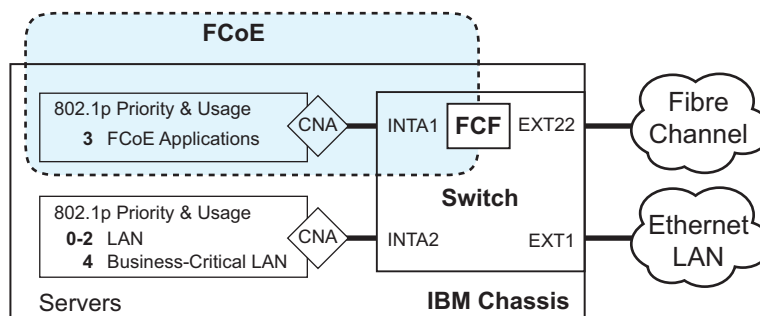 FCoE
802.1p Priority & Usage
3 FCoE Applications
CNA
INTA1
FCF
EXT22
Fibre
Channel
Switch
802.1p Priority & Usage
0-2 LAN
4 Business-Critical LAN
CNA
INTA2
EXT1
Ethernet
LAN
Servers
IBM Chassis